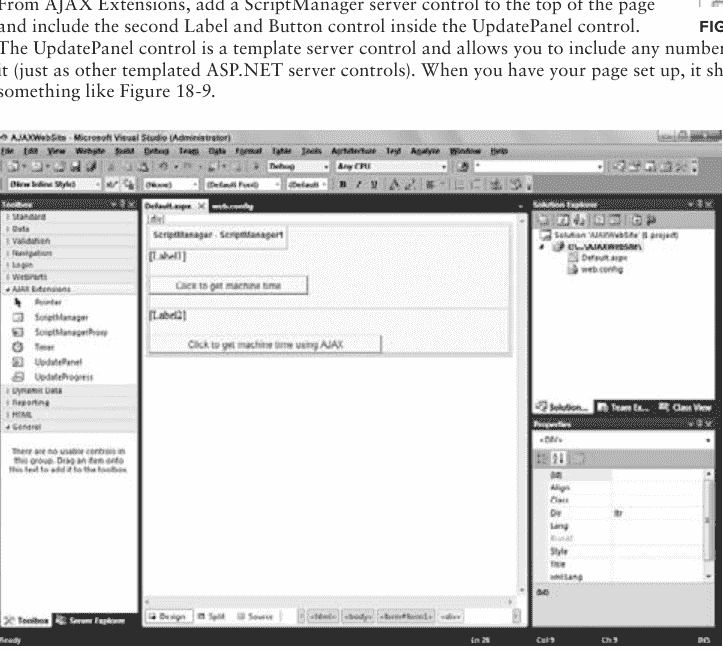 From AJAX Extensions, add a ScriptManager server control to the top of the page
and include the second Label and Button control inside the UpdatePanel control.
FIG
The UpdatePanel control is a template server control and allows you to include any number
it (just as other templated ASP.NET server controls). When you have your page set up, it sh
something like Figure 18-9.
AJAXWebSite - Microsoft Visual Studio (Administrator)
File Edit View Website Build Debug Team Data Format Table Tools Architecture Test Analyze Window Help
Debug Any CPU
(New Inline Style) (None) (Default Font) (Default B I U A
Toolbox
Standard
Data
Validation
Navigation
Login
WebParts
AJAX Extensions
Pointer
ScriptManager
ScriptManagerProxy
Timer
UpdatePanel
UpdateProgress
Dynamic Data
Reporting
HTML
General
There are no usable controls in
this group. Drag an item onto
this text to add it to the toolbox.
Toolbox Server Explorer
Default.aspx web.config
div
ScriptManager - ScriptManager1
[Label1]
Click to get machine time
[Label2]
Click to get machine time using AJAX
Design Split Source <html> <body> <form#form1> <div>
Solution Explorer
Solution 'AJAXWebSite' (1 project)
C:\...\AJAXWebSite\
Default.aspx
web.config
Solution... Team Ex... Class View
Properties
<DIV>
(Id)
Align
Class
Dir ltr
Lang
RunAt
Style
Title
xml:lang
(Id)
Ready Ln 26 Col 9 Ch 9 INS